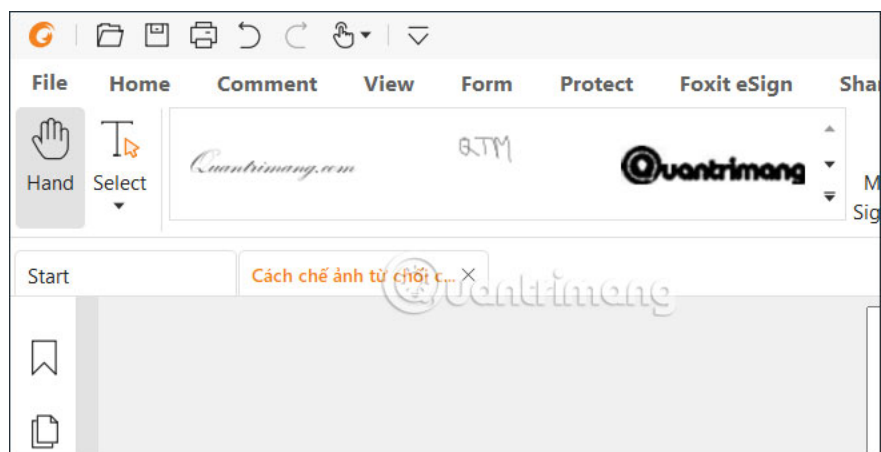 File Home Comment View Form Protect Foxit eSign Shar
Hand Select Quantrimang.com QTM Quantrimang M
Sig
Start Cách chế ảnh từ chối c...
Quantrimang